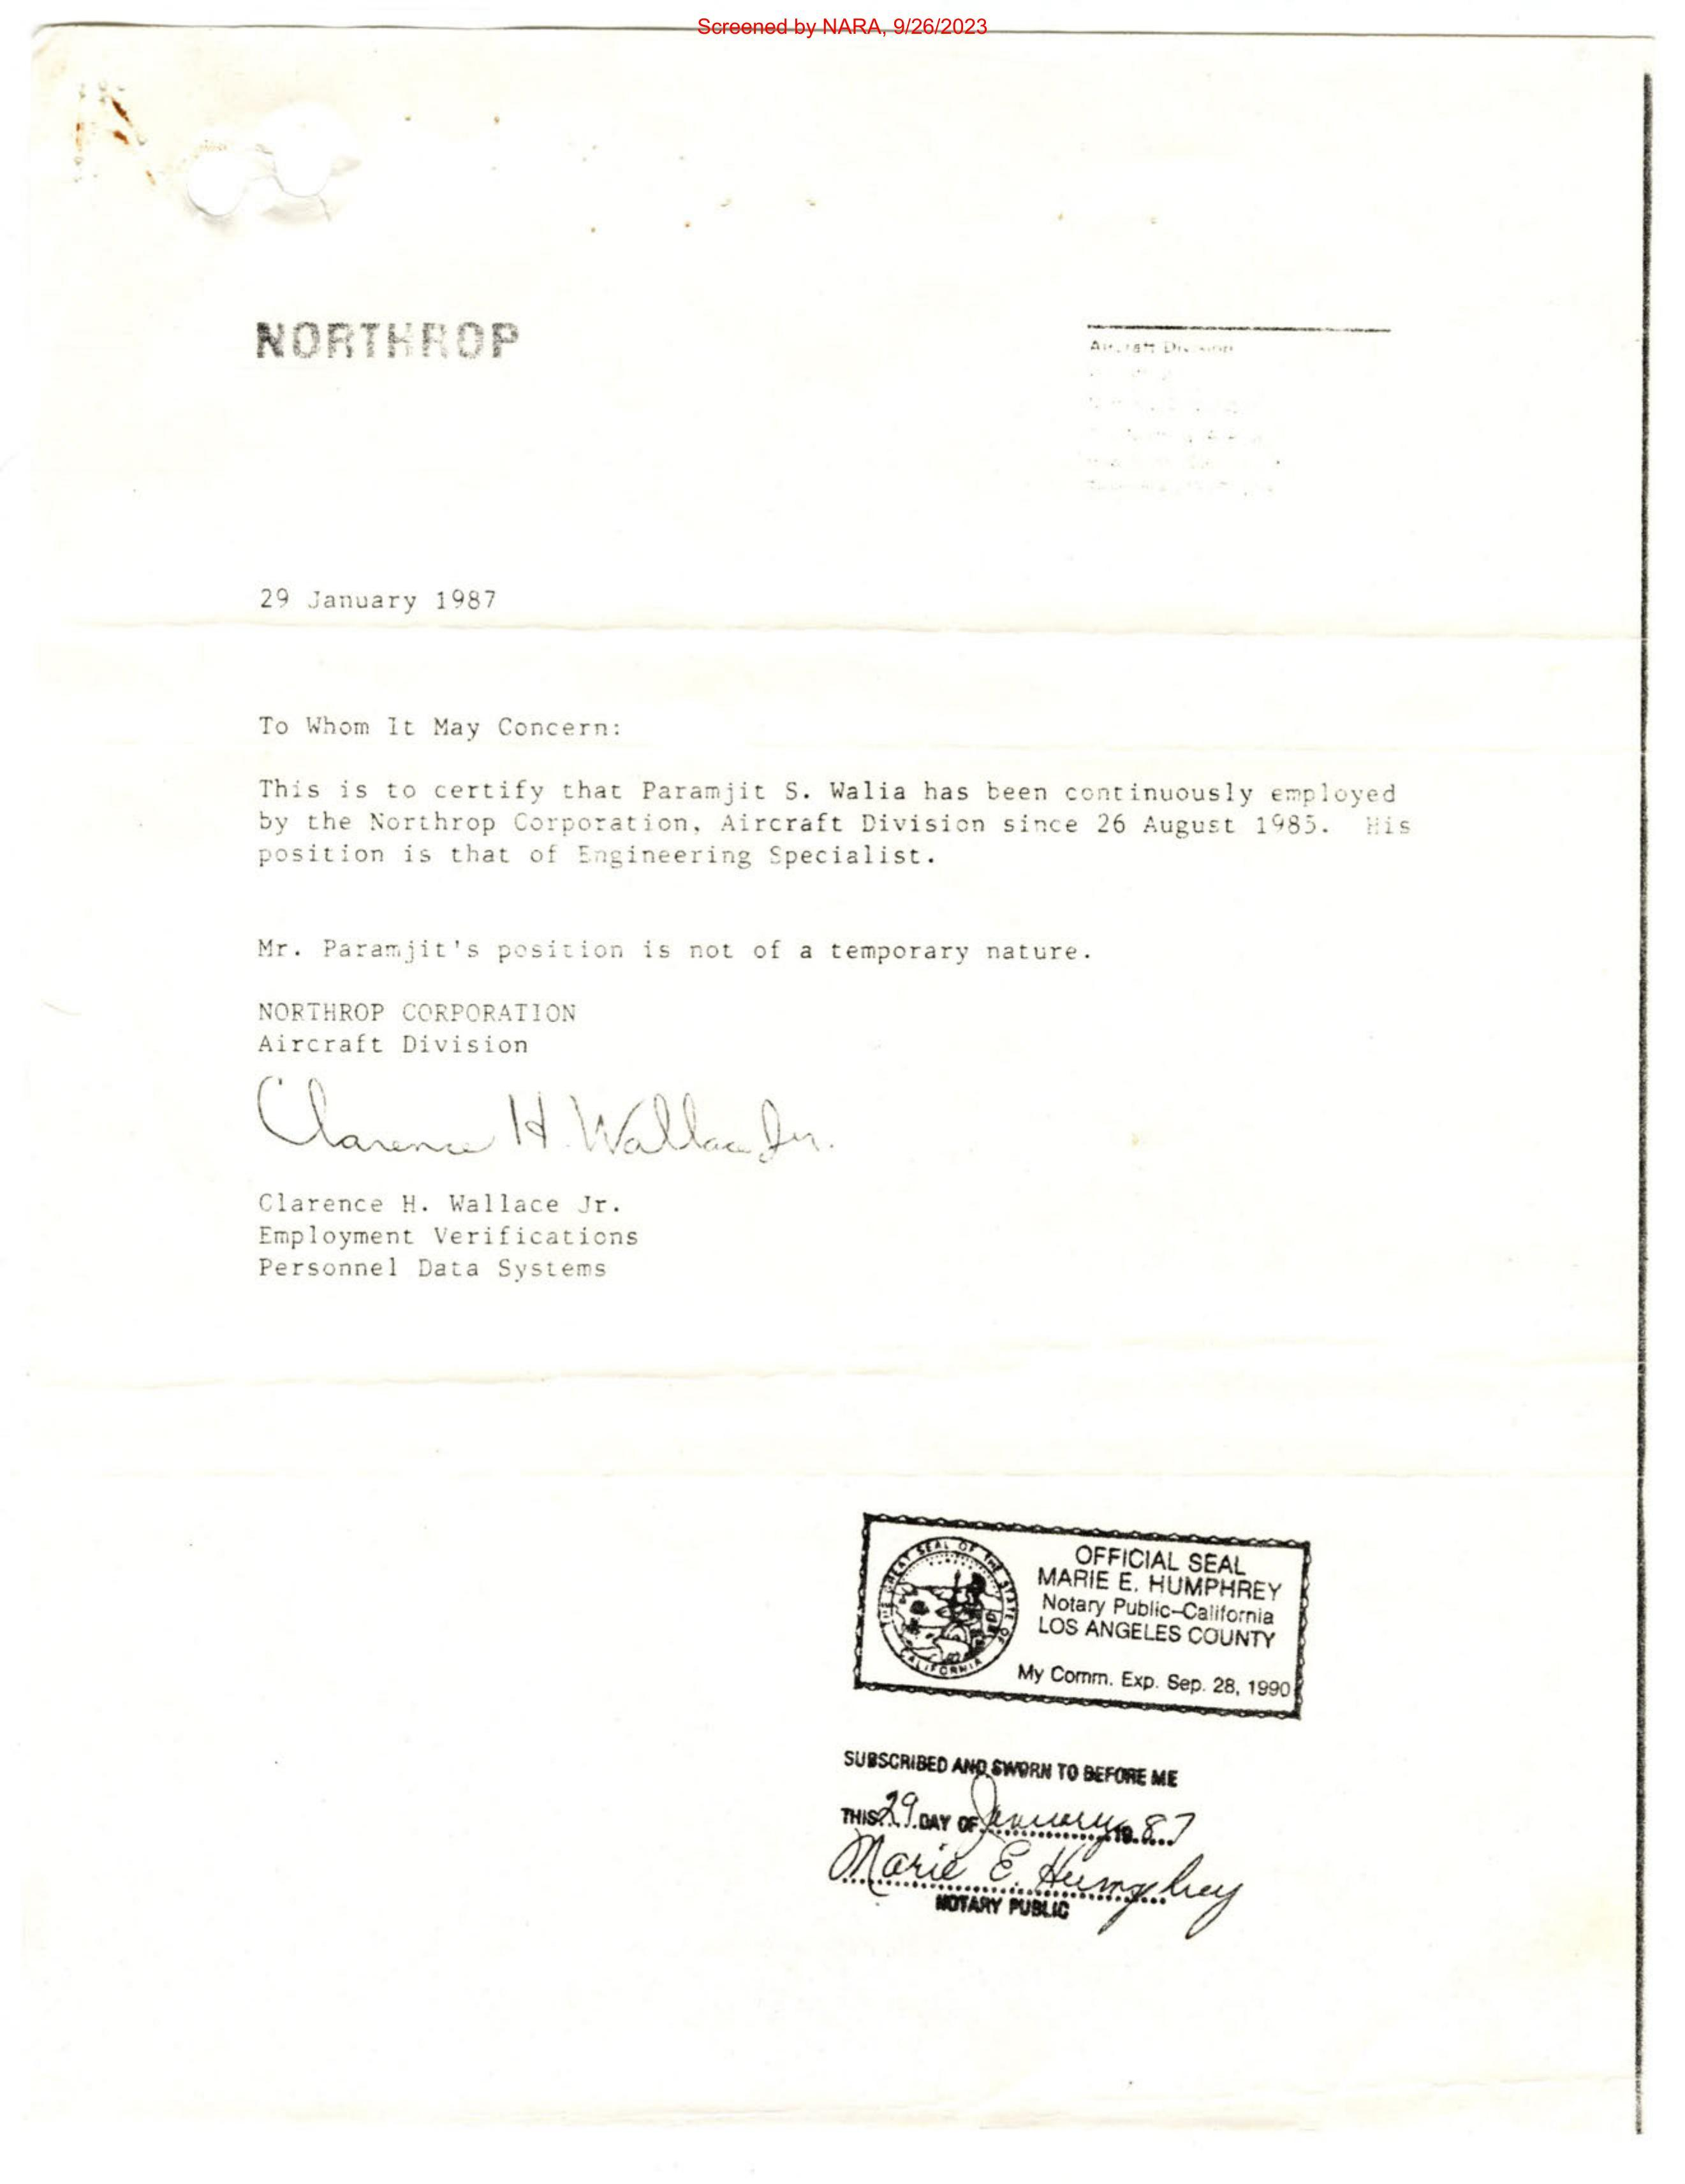 Screened by NARA, 9/26/2023
NORTHROP
Aircraft Division
29 January 1987
To Whom It May Concern:
This is to certify that Paramjit S. Walia has been continuously employed
by the Northrop Corporation, Aircraft Division since 26 August 1985. His
position is that of Engineering Specialist.
Mr. Paramjit's position is not of a temporary nature.
NORTHROP CORPORATION
Aircraft Division
Clarence H. Wallace Jr.
Clarence H. Wallace Jr.
Employment Verifications
Personnel Data Systems
THE GREAT SEAL OF THE STATE OF CALIFORNIA
OFFICIAL SEAL
MARIE E. HUMPHREY
Notary Public-California
LOS ANGELES COUNTY
My Comm. Exp. Sep. 28, 1990
SUBSCRIBED AND SWORN TO BEFORE ME
THIS 29 DAY OF January 19 87
Marie E. Humphrey
NOTARY PUBLIC